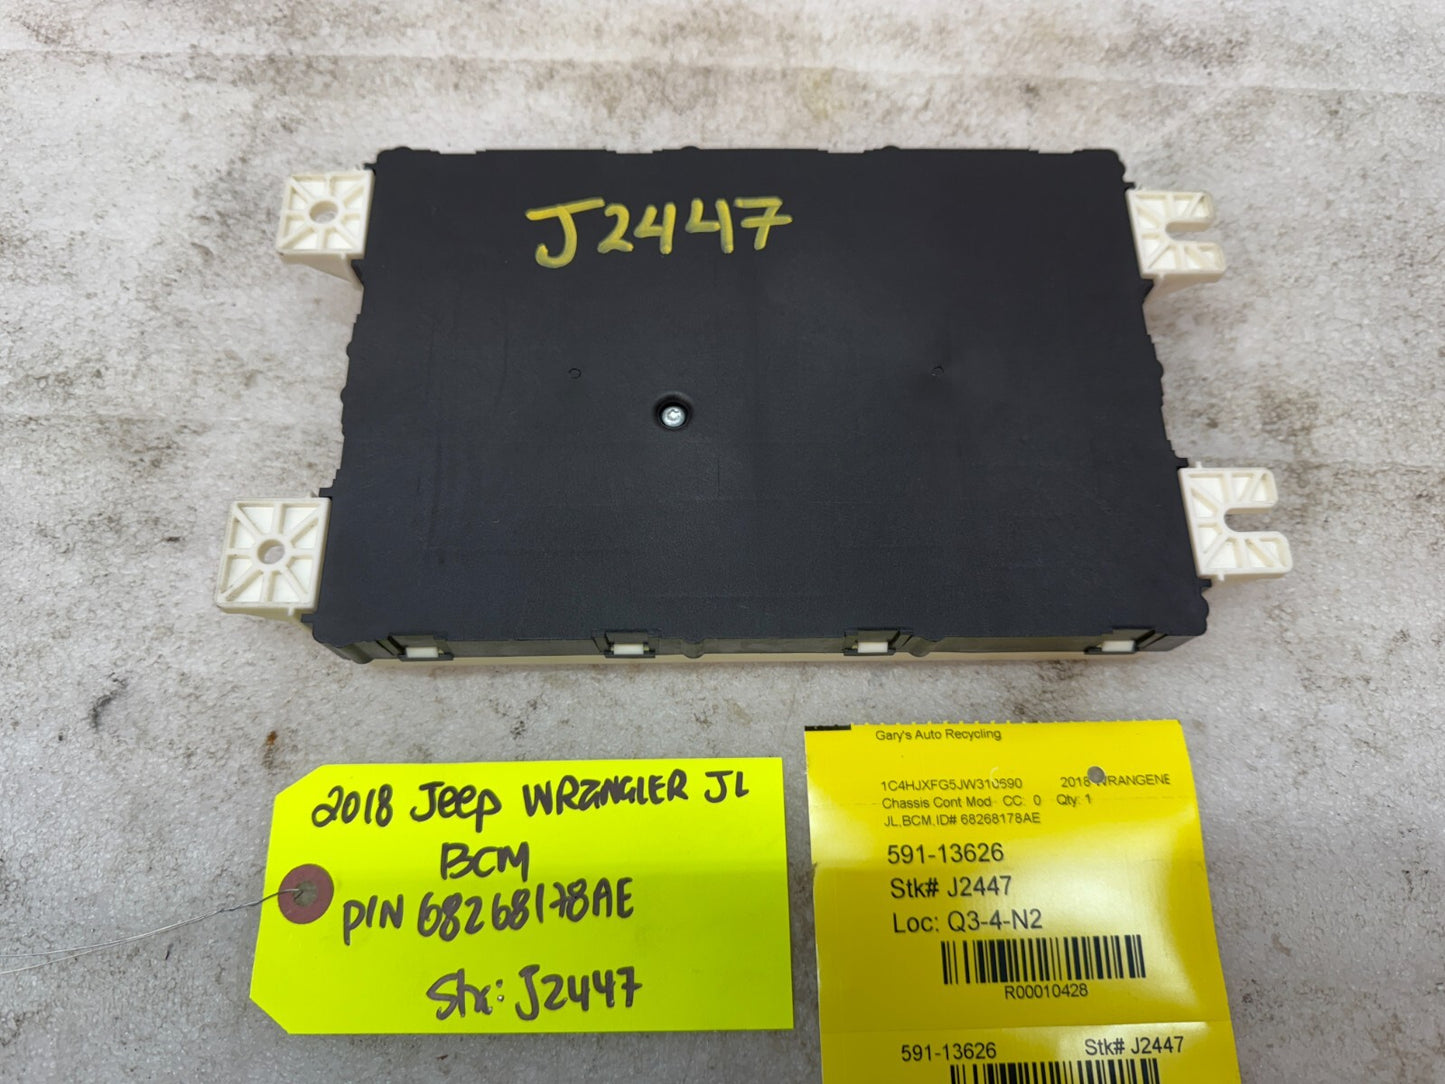 J2447
2018 Jeep WRANGLER JL
BCM
P/N 68268178AE
Stk: J2447
Gary's Auto Recycling
2018 WRANGENE
Chassis Cont Mod CC: 0 Qty: 1
JL,BCM,ID# 68268178AE
591-13626
Stk# J2447
Loc: Q3-4-N2
R00010428
591-13626 Stk# J2447